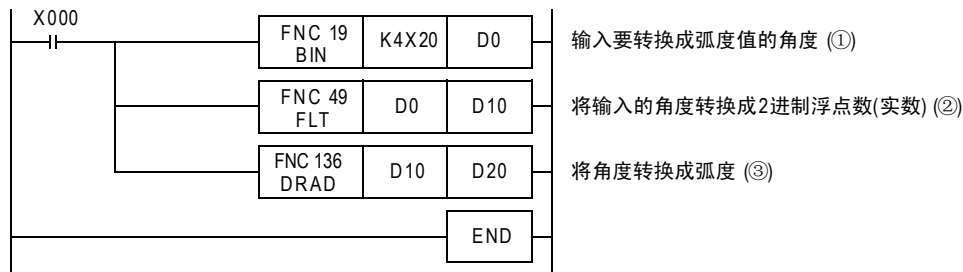 X000
FNC 19 BIN K4X20 D0 输入要转换成弧度值的角度 (①)
FNC 49 FLT D0 D10 将输入的角度转换成2进制浮点数(实数) (②)
FNC 136 DRAD D10 D20 将角度转换成弧度 (③)
END